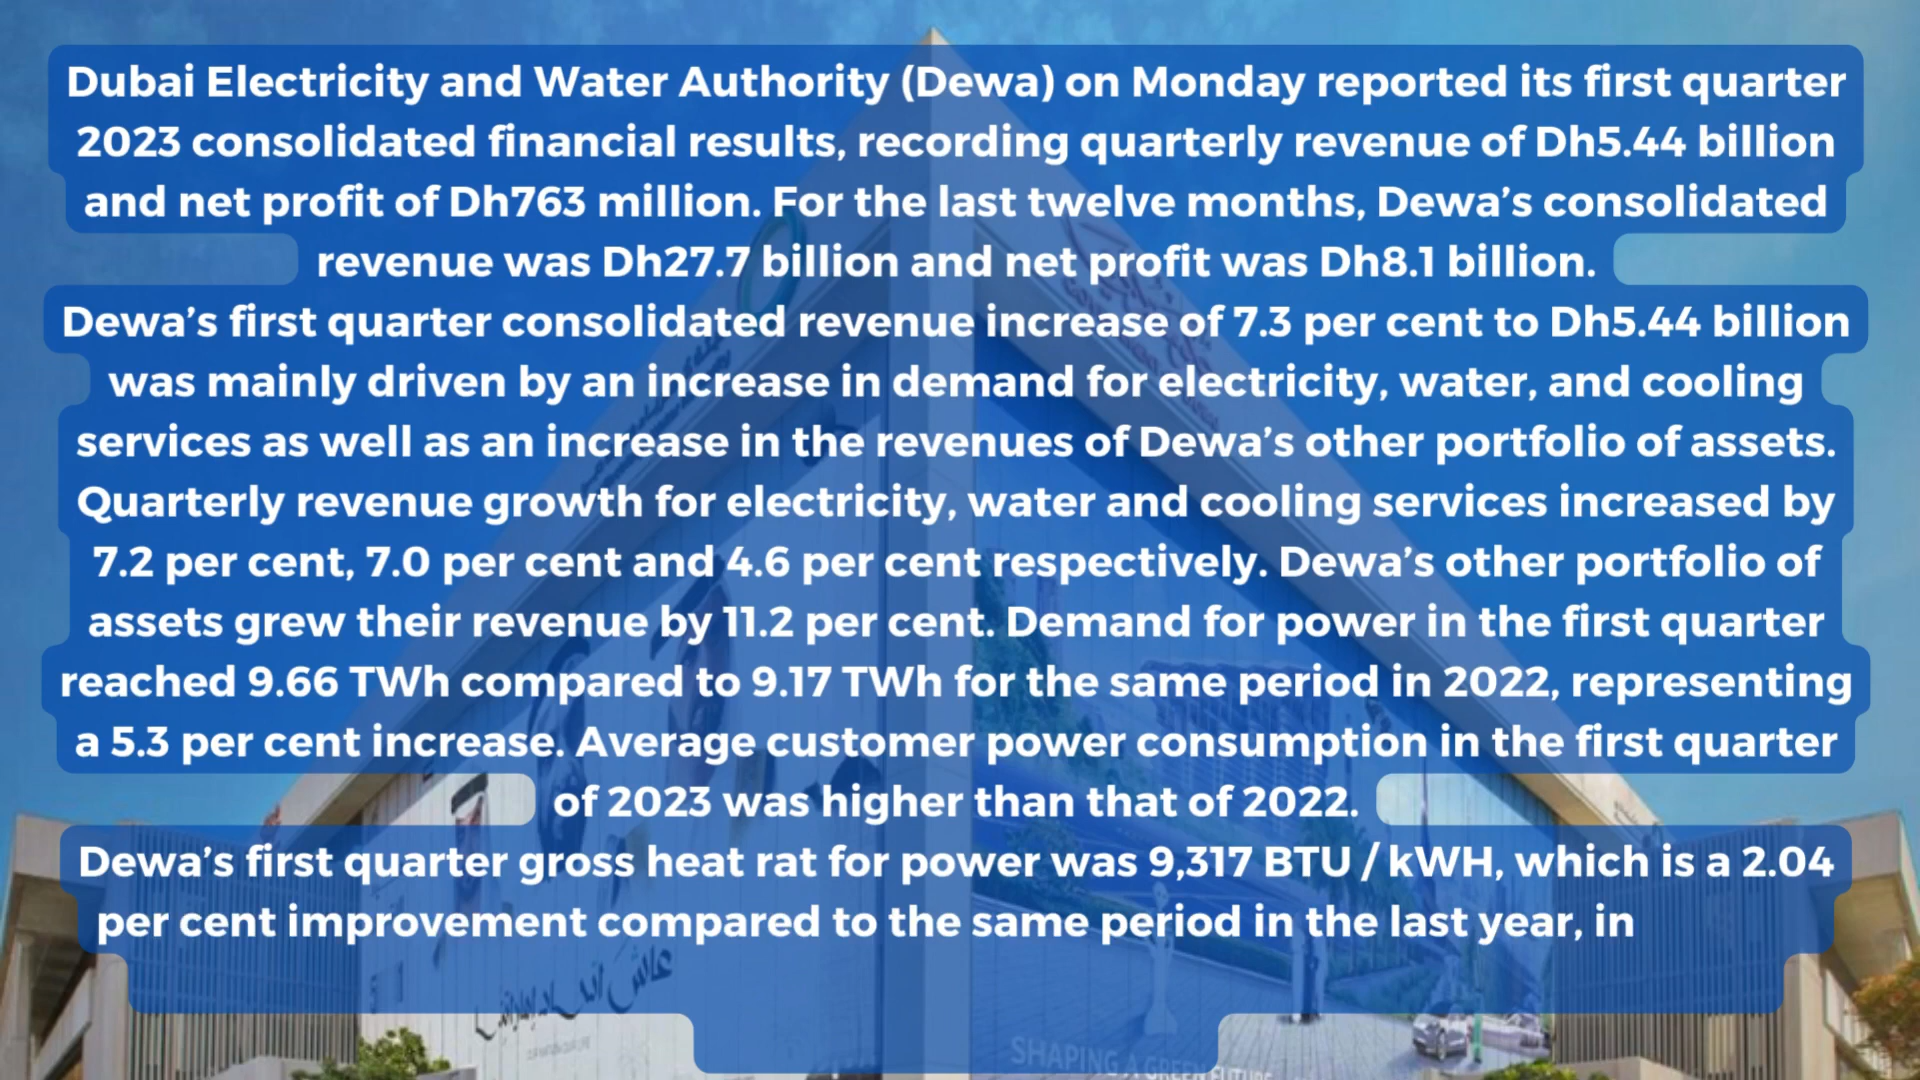 Dubai Electricity and Water Authority (Dewa) on Monday reported its first quarter
2023 consolidated financial results, recording quarterly revenue of Dh5.44 billion
and net profit of Dh763 million. For the last twelve months, Dewa’s consolidated
revenue was Dh27.7 billion and net profit was Dh8.1 billion.
Dewa’s first quarter consolidated revenue increase of 7.3 per cent to Dh5.44 billion
was mainly driven by an increase in demand for electricity, water, and cooling
services as well as an increase in the revenues of Dewa’s other portfolio of assets.
Quarterly revenue growth for electricity, water and cooling services increased by
7.2 per cent, 7.0 per cent and 4.6 per cent respectively. Dewa’s other portfolio of
assets grew their revenue by 11.2 per cent. Demand for power in the first quarter
reached 9.66 TWh compared to 9.17 TWh for the same period in 2022, representing
a 5.3 per cent increase. Average customer power consumption in the first quarter
of 2023 was higher than that of 2022.
Dewa’s first quarter gross heat rat for power was 9,317 BTU / kWH, which is a 2.04
per cent improvement compared to the same period in the last year, in
SHAPING A GREEN FUTURE